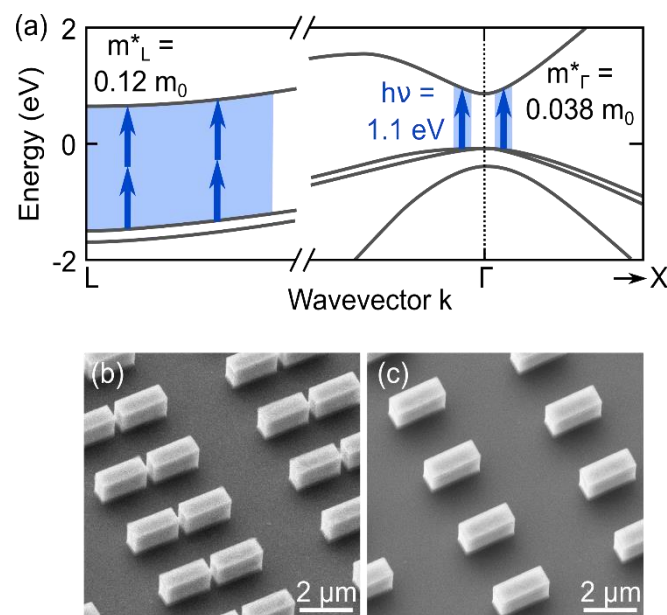 (a)
2
0
-2
Energy (eV)
m*L =
0.12 m0
hν =
1.1 eV
m*Γ =
0.038 m0
L
Γ
→ X
Wavevector k
(b)
2 µm
(c)
2 µm